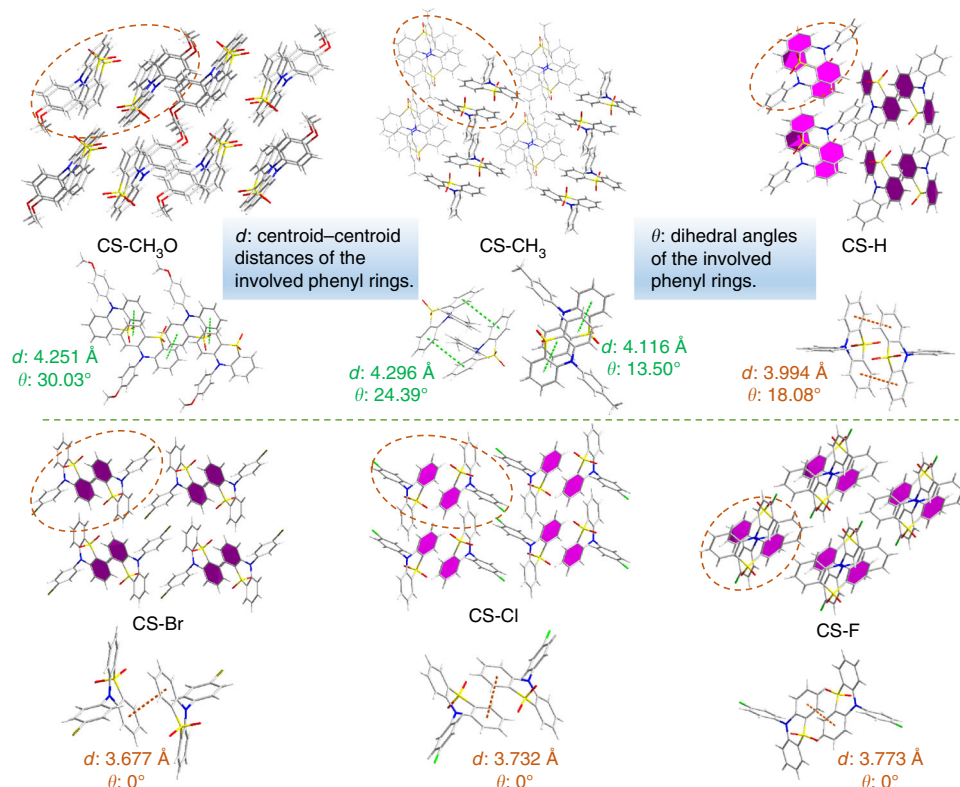 CS-CH₃O
d: centroid–centroid
distances of the
involved phenyl rings.
CS-CH₃
θ: dihedral angles
of the involved
phenyl rings.
CS-H
d: 4.251 Å
θ: 30.03°
d: 4.296 Å
θ: 24.39°
d: 4.116 Å
θ: 13.50°
d: 3.994 Å
θ: 18.08°
CS-Br
CS-Cl
CS-F
d: 3.677 Å
θ: 0°
d: 3.732 Å
θ: 0°
d: 3.773 Å
θ: 0°